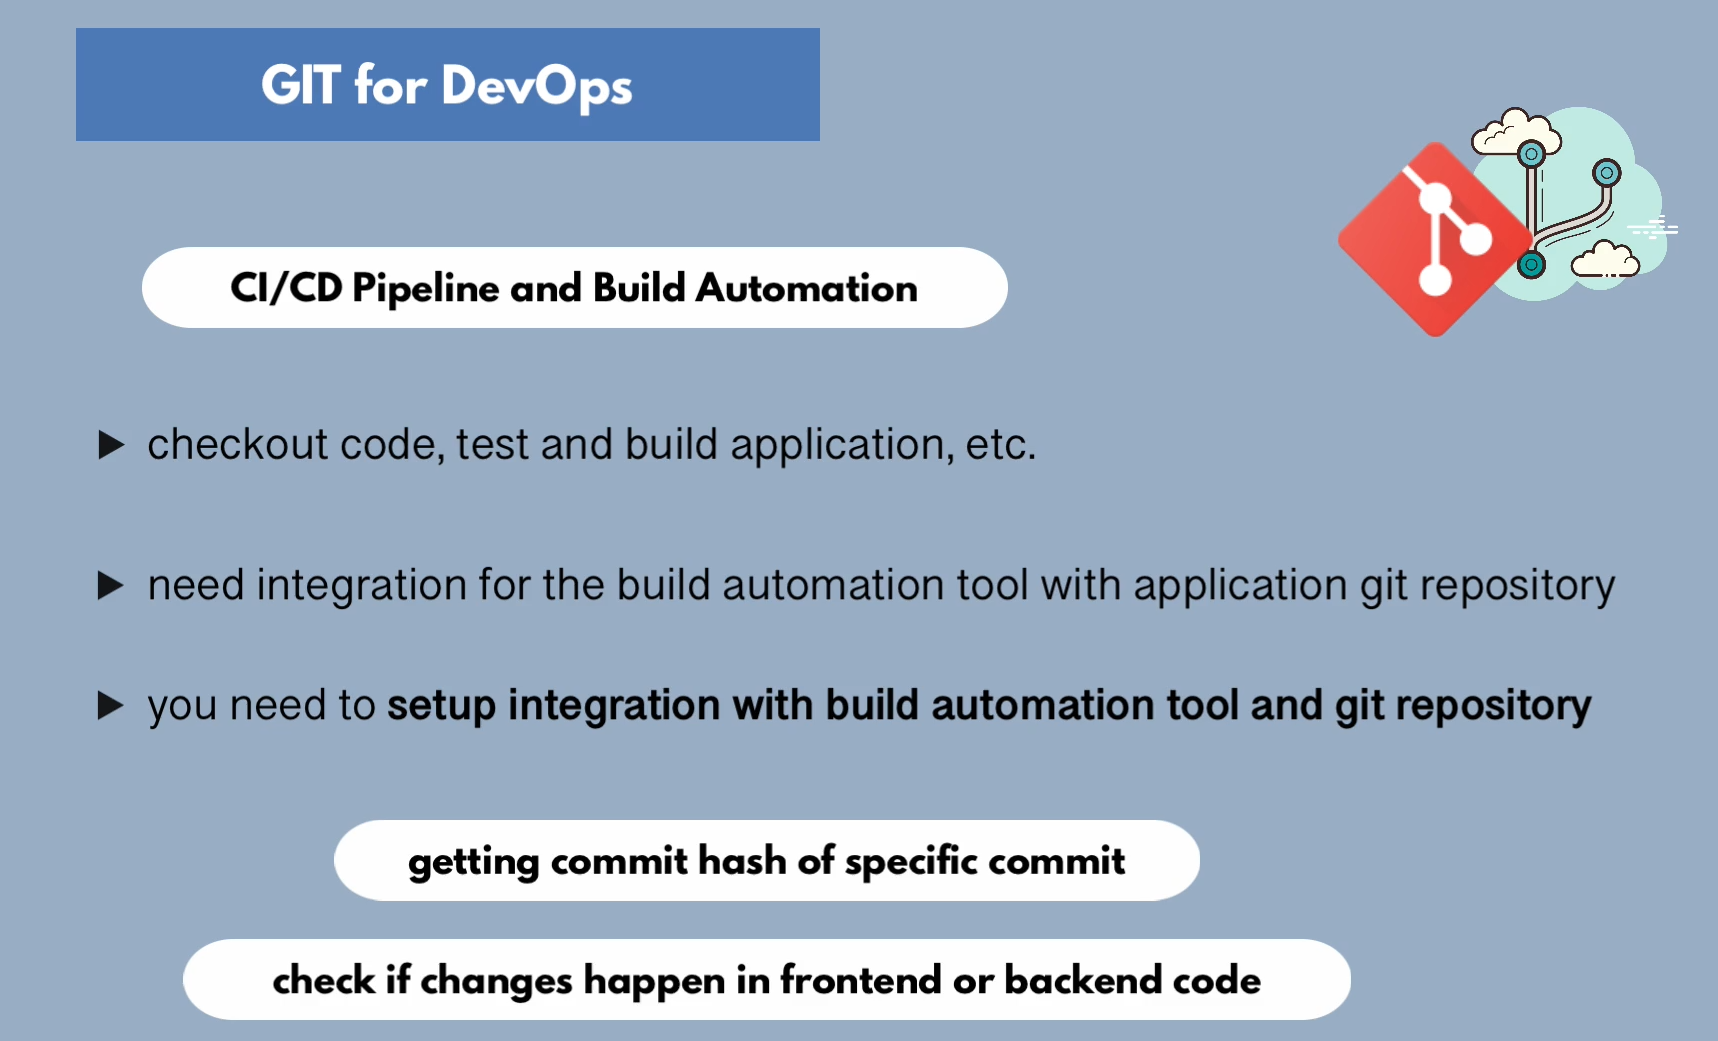 GIT for DevOps
CI/CD Pipeline and Build Automation
checkout code, test and build application, etc.
need integration for the build automation tool with application git repository
you need to setup integration with build automation tool and git repository
getting commit hash of specific commit
check if changes happen in frontend or backend code